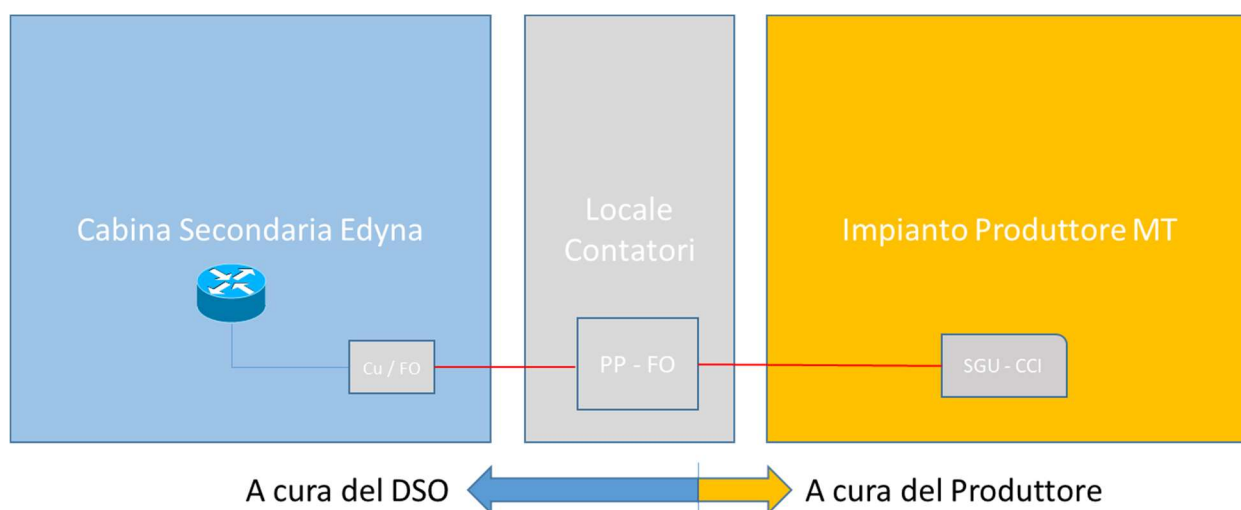 Cabina Secondaria Edyna
Locale
Contatori
Impianto Produttore MT
Cu / FO
PP - FO
SGU - CCI
A cura del DSO
A cura del Produttore